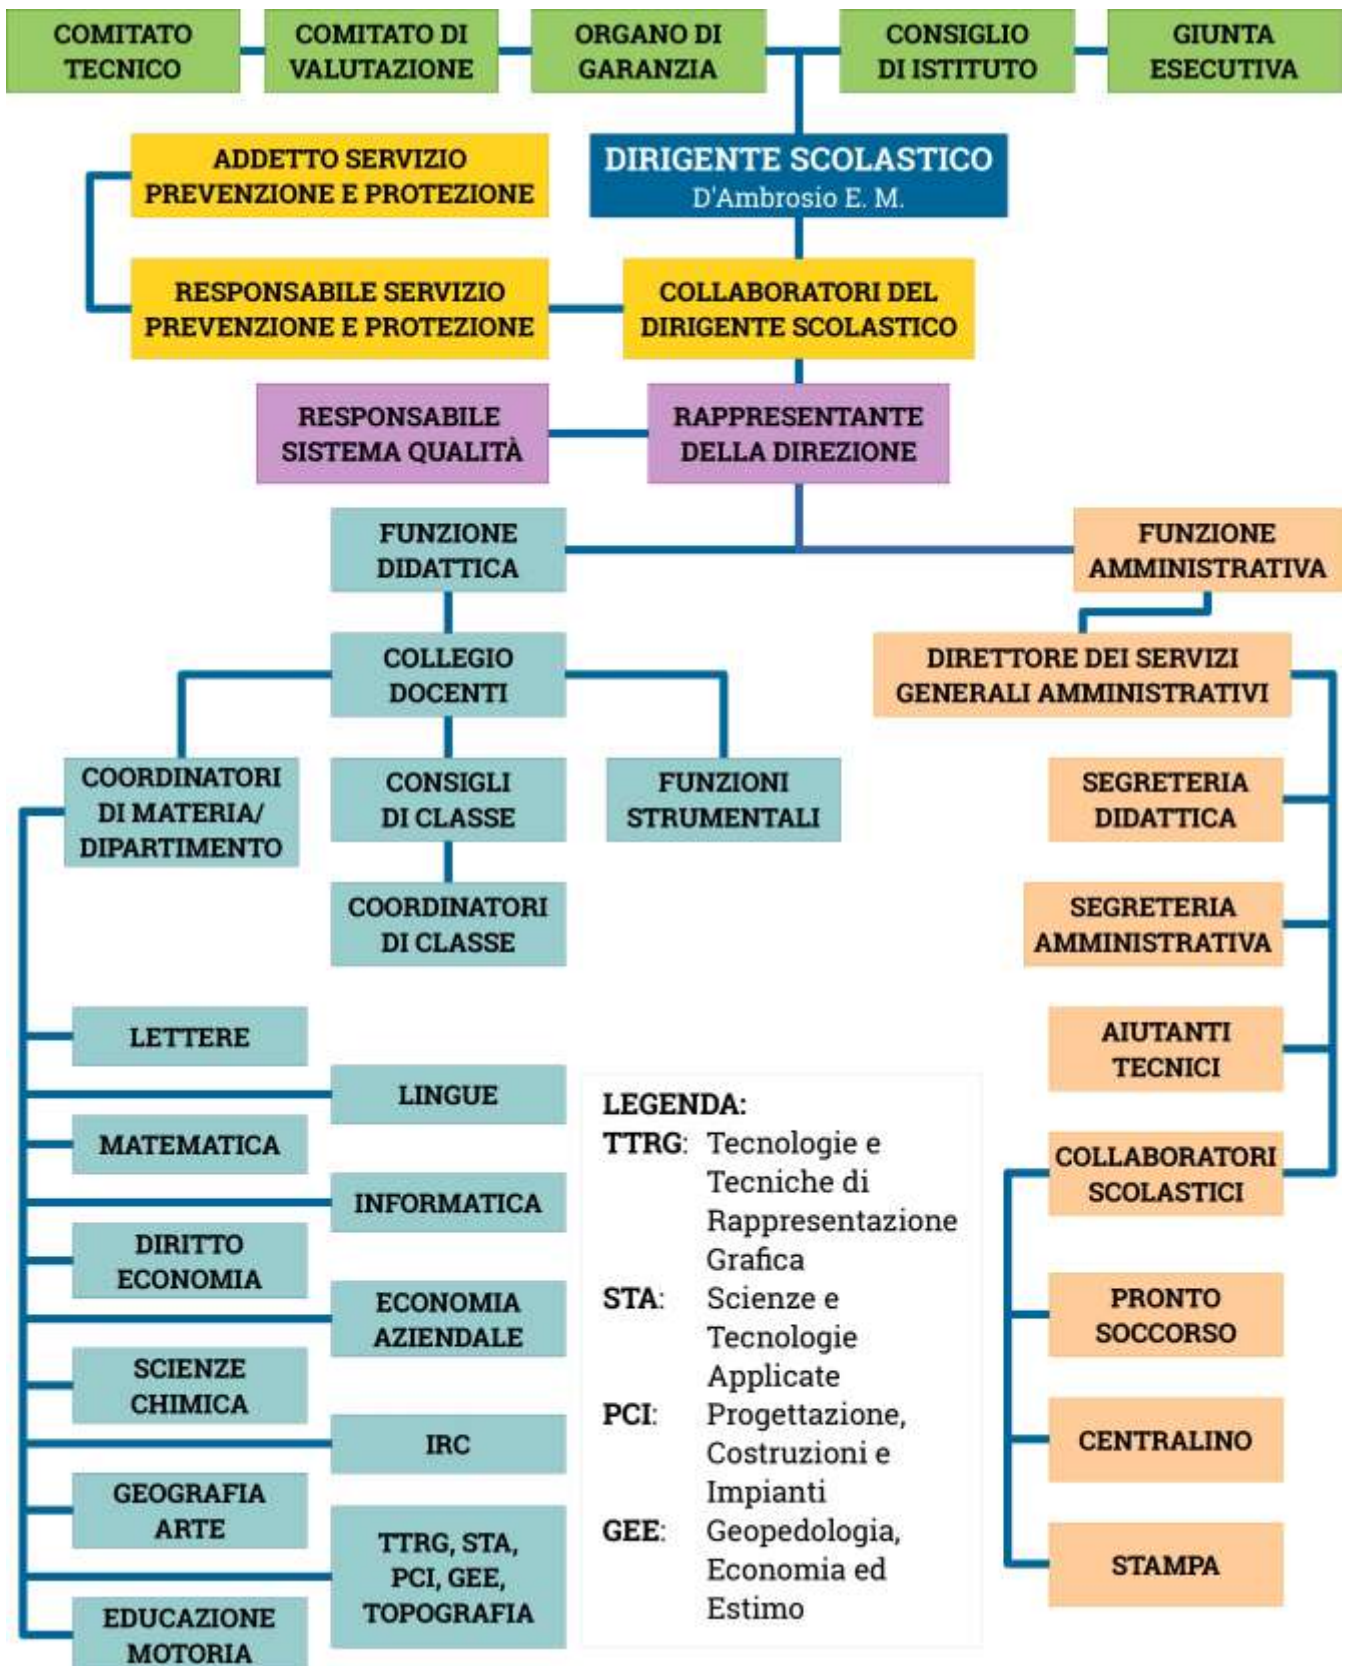 COMITATO
TECNICO
COMITATO DI
VALUTAZIONE
ORGANO DI
GARANZIA
CONSIGLIO
DI ISTITUTO
GIUNTA
ESECUTIVA
ADDETTO SERVIZIO
PREVENZIONE E PROTEZIONE
DIRIGENTE SCOLASTICO
D'Ambrosio E. M.
RESPONSABILE SERVIZIO
PREVENZIONE E PROTEZIONE
COLLABORATORI DEL
DIRIGENTE SCOLASTICO
RESPONSABILE
SISTEMA QUALITÀ
RAPPRESENTANTE
DELLA DIREZIONE
FUNZIONE
DIDATTICA
FUNZIONE
AMMINISTRATIVA
COLLEGIO
DOCENTI
DIRETTORE DEI SERVIZI
GENERALI AMMINISTRATIVI
COORDINATORI
DI MATERIA/
DIPARTIMENTO
CONSIGLI
DI CLASSE
FUNZIONI
STRUMENTALI
SEGRETERIA
DIDATTICA
COORDINATORI
DI CLASSE
SEGRETERIA
AMMINISTRATIVA
AIUTANTI
TECNICI
COLLABORATORI
SCOLASTICI
PRONTO
SOCCORSO
CENTRALINO
STAMPA
LETTERE
LINGUE
MATEMATICA
INFORMATICA
DIRITTO
ECONOMIA
ECONOMIA
AZIENDALE
SCIENZE
CHIMICA
IRC
GEOGRAFIA
ARTE
TTRG, STA,
PCI, GEE,
TOPOGRAFIA
EDUCAZIONE
MOTORIA
LEGENDA:
TTRG: Tecnologie e
Tecniche di
Rappresentazione
Grafica
STA: Scienze e
Tecnologie
Applicate
PCI: Progettazione,
Costruzioni e
Impianti
GEE: Geopedologia,
Economia ed
Estimo